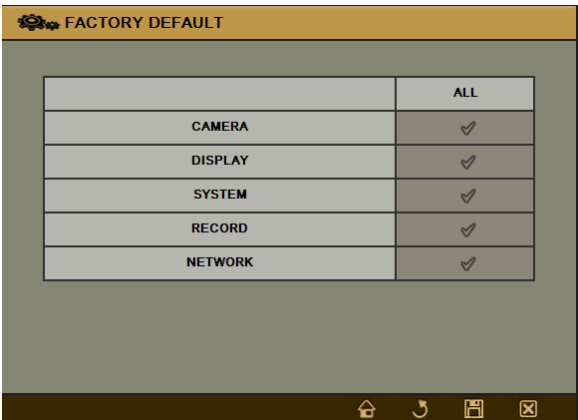 FACTORY DEFAULT
ALL
CAMERA
DISPLAY
SYSTEM
RECORD
NETWORK